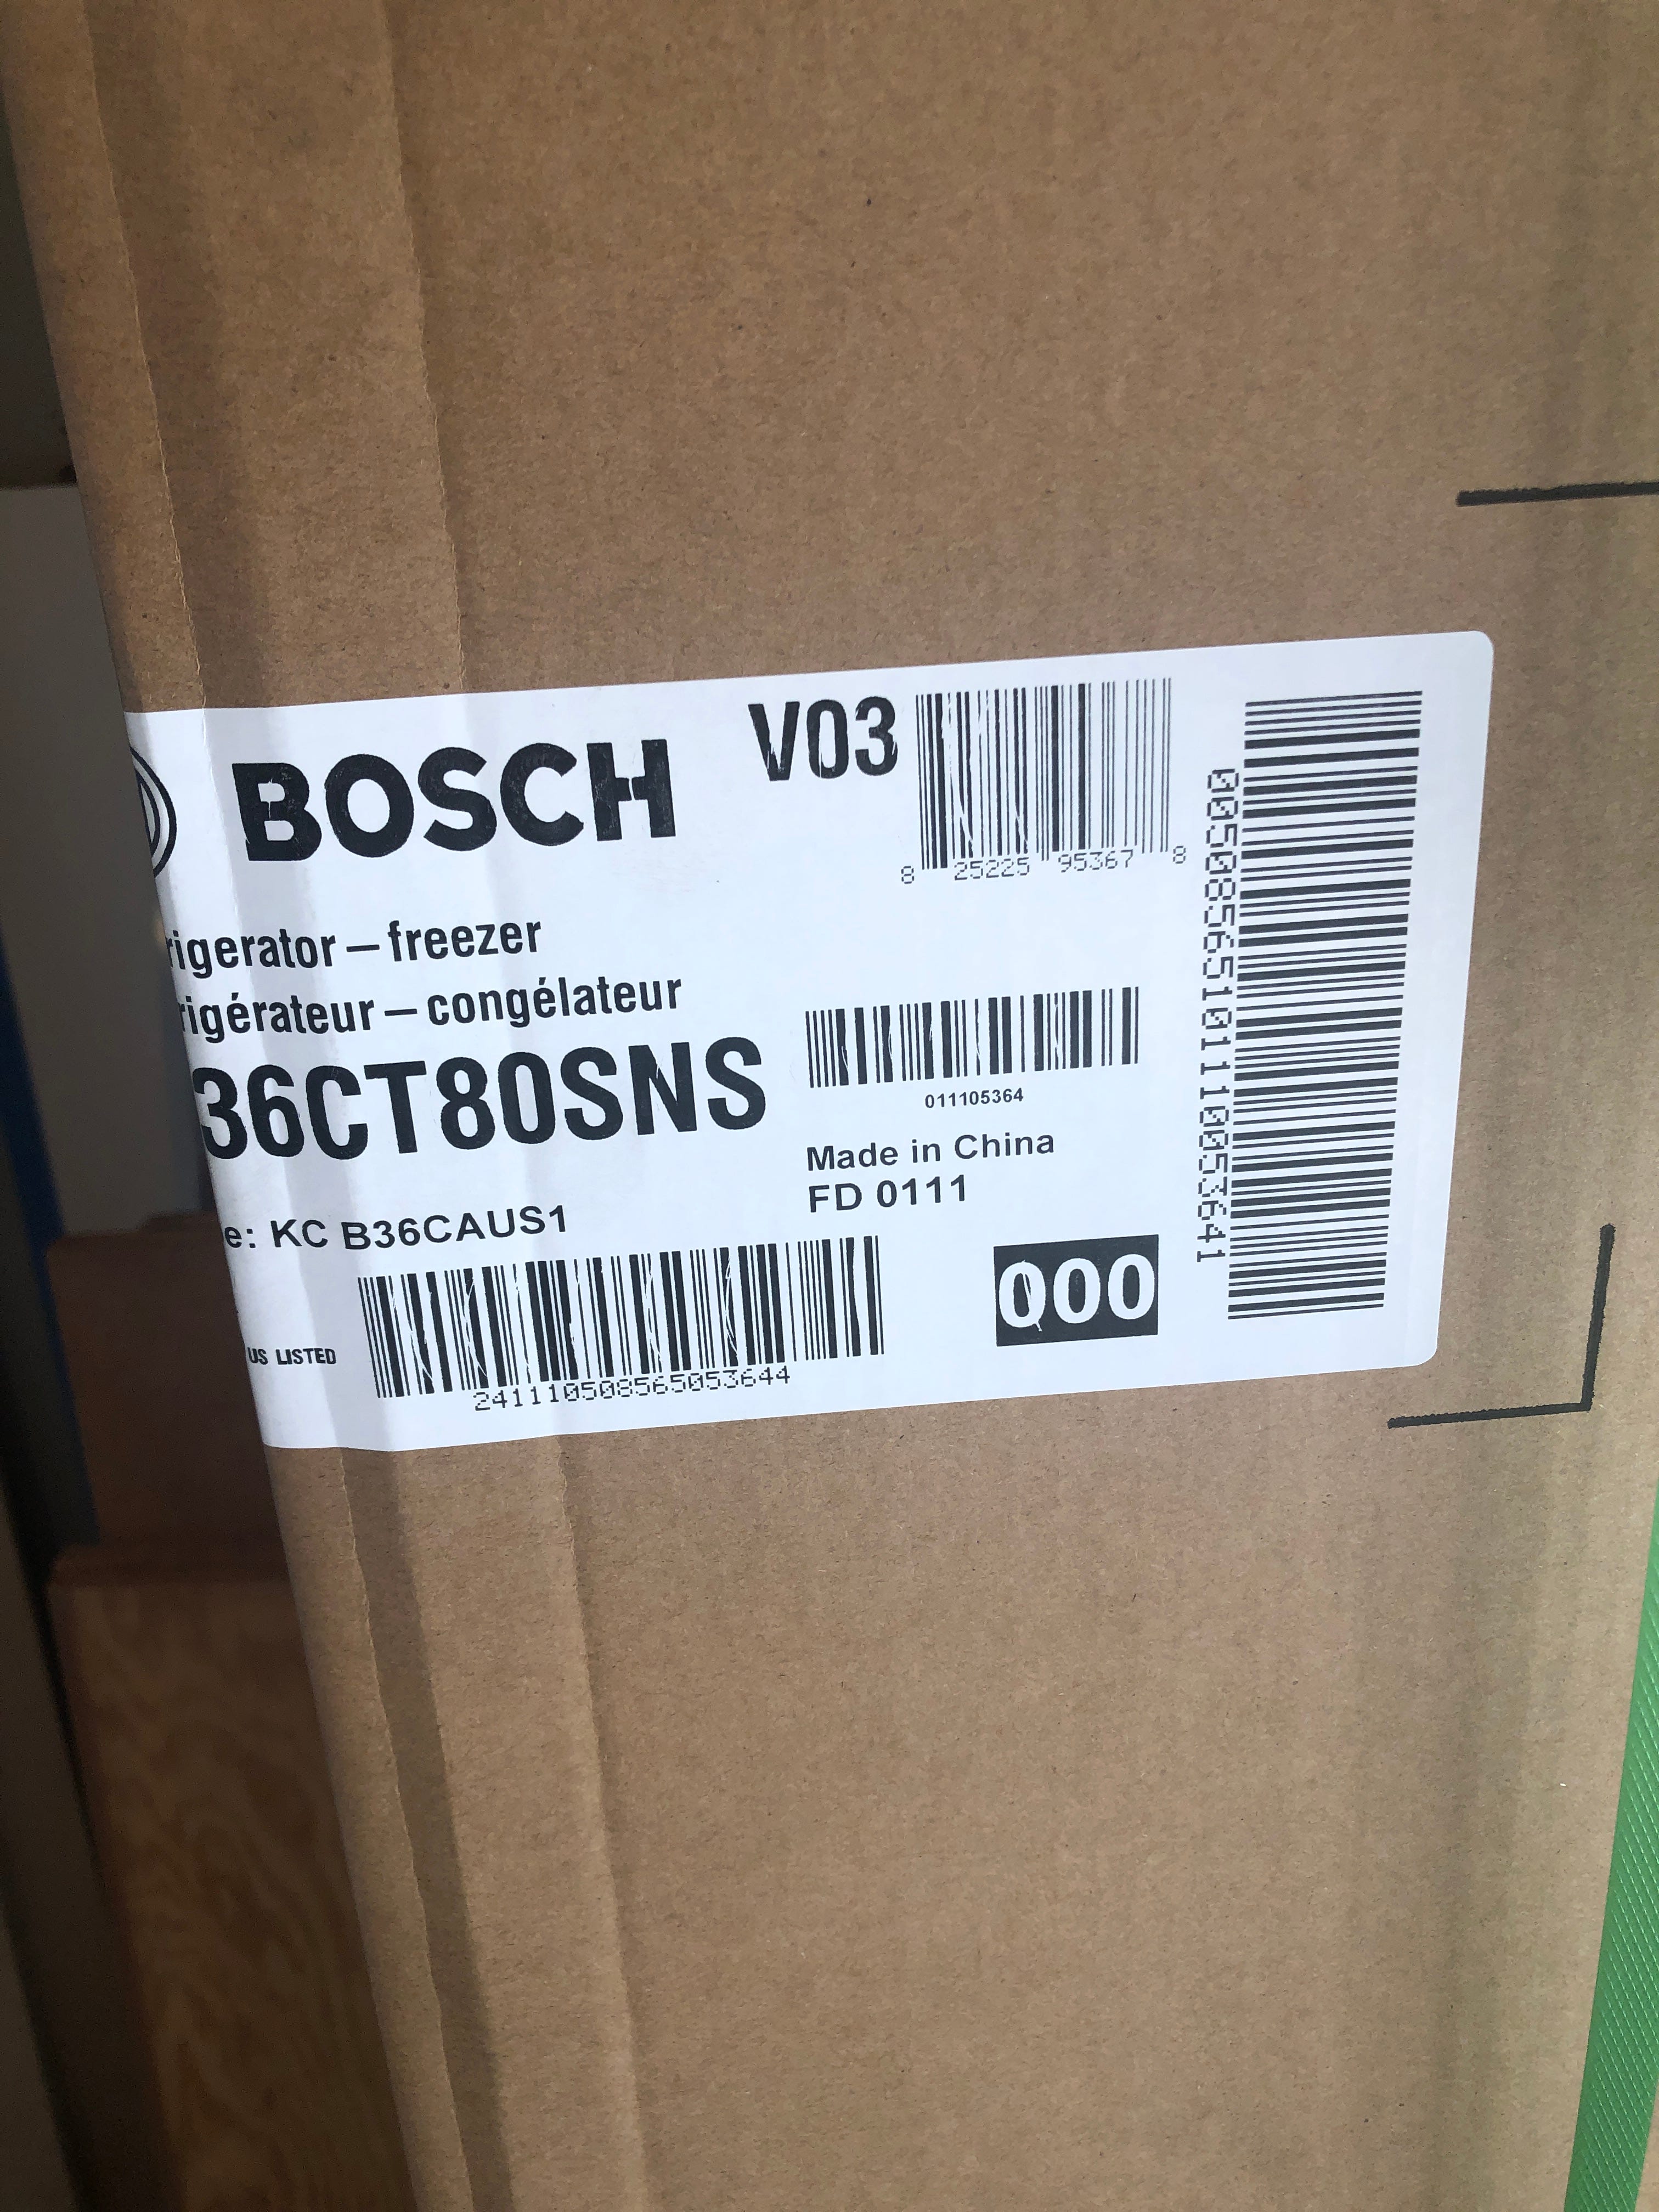 BOSCH
V03
8 25225 95367 8
rigerator – freezer
rigérateur – congélateur
36CT80SNS
011105364
Made in China
FD 0111
e: KC B36CAUS1
000
US LISTED
241110508565053644
00508565101110053641